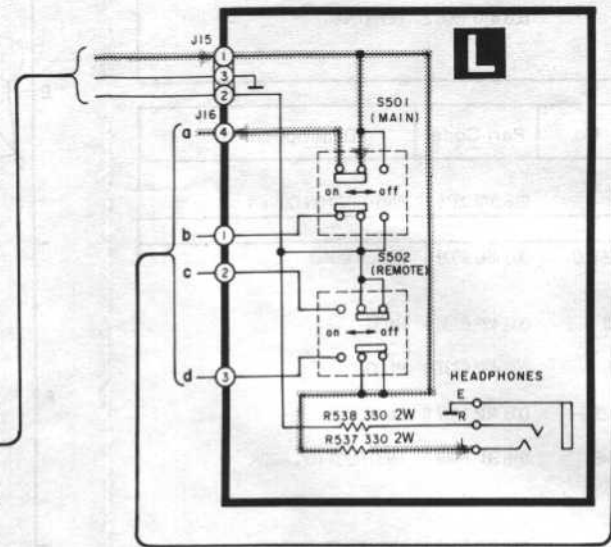 J15
1
3
2
L
S501
(MAIN)
J16
a
4
on off
b
1
c
2
S502
(REMOTE)
on off
d
3
HEADPHONES
E
R
R538 330 2W
R537 330 2W